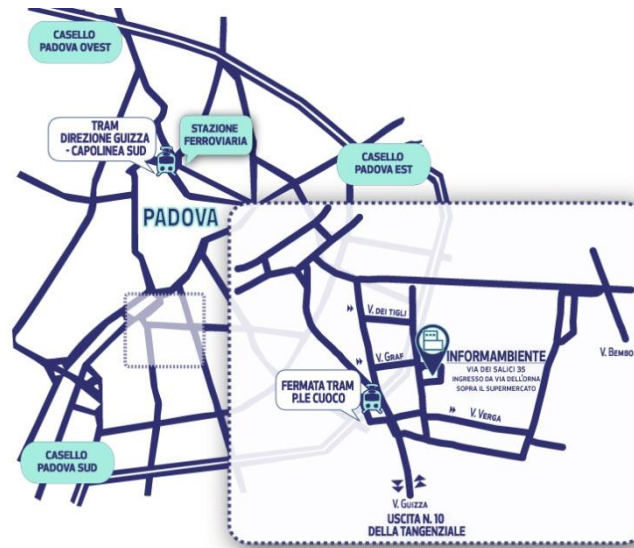 CASELLO
PADOVA OVEST
TRAM
DIREZIONE GUIZZA
- CAPOLINEA SUD
STAZIONE
FERROVIARIA
CASELLO
PADOVA EST
PADOVA
V. DEI TIGLI
V. GRAF
INFORMAMBIENTE
VIA DEI SALICI 35
INGRESSO DA VIA DELL'ORNA
SOPRA IL SUPERMERCATO
V. BEMBO
FERMATA TRAM
P.LE CUOCO
V. VERGA
CASELLO
PADOVA SUD
V. GUIZZA
USCITA N. 10
DELLA TANGENZIALE